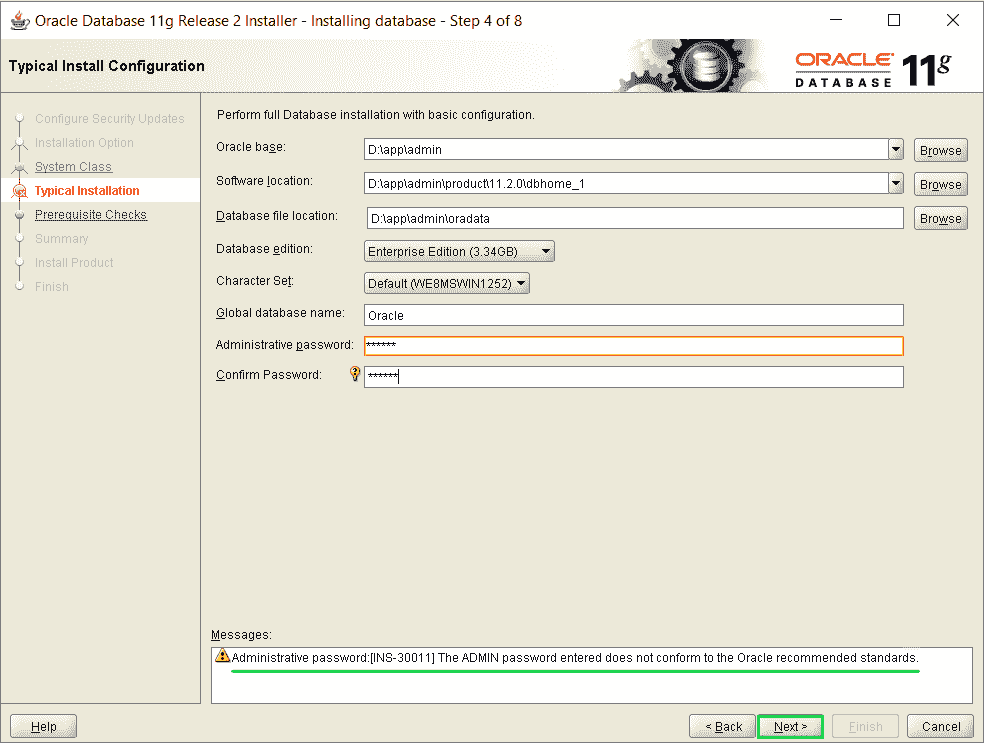 Oracle Database 11g Release 2 Installer - Installing database - Step 4 of 8
Typical Install Configuration
ORACLE
DATABASE 11g
Configure Security Updates
Installation Option
System Class
Typical Installation
Prerequisite Checks
Summary
Install Product
Finish
Perform full Database installation with basic configuration.
Oracle base: D:\app\admin Browse
Software location: D:\app\admin\product\11.2.0\dbhome_1 Browse
Database file location: D:\app\admin\oradata Browse
Database edition: Enterprise Edition (3.34GB)
Character Set: Default (WE8MSWIN1252)
Global database name: Oracle
Administrative password: ******
Confirm Password: ******
Messages:
Administrative password:[INS-30011] The ADMIN password entered does not conform to the Oracle recommended standards.
Help < Back Next > Finish Cancel